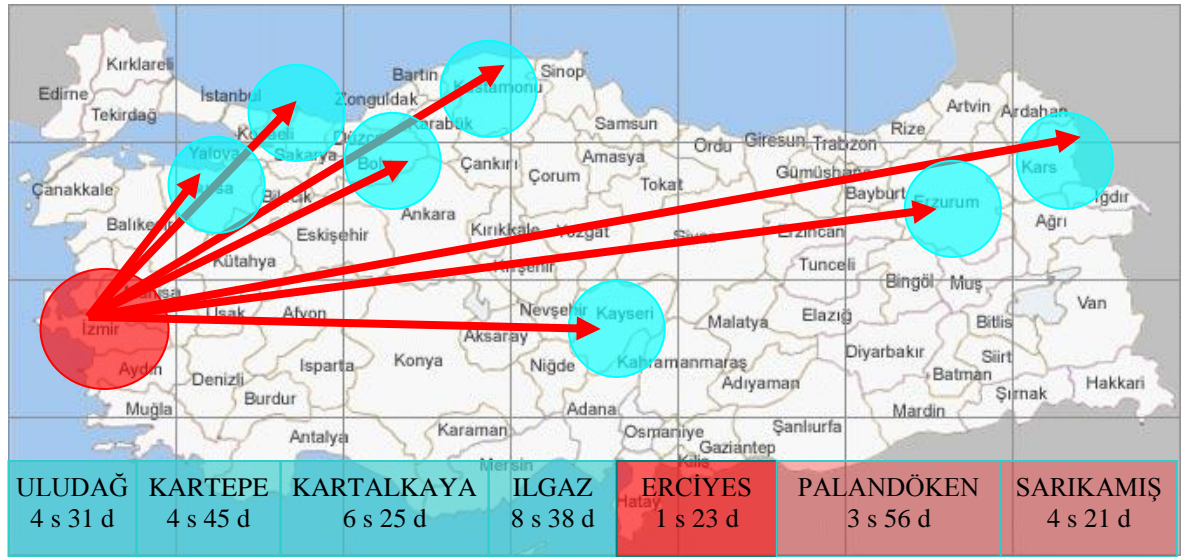 Kırklareli
Edirne
Tekirdağ
İstanbul
Kocaeli
Yalova
Sakarya
Düzce
Zonguldak
Bartın
Karabük
Kastamonu
Sinop
Samsun
Ordu
Giresun
Trabzon
Rize
Artvin
Ardahan
Kars
Iğdır
Çanakkale
Balıkesir
Bursa
Bilecik
Bolu
Çankırı
Çorum
Amasya
Tokat
Gümüşhane
Bayburt
Erzurum
Ağrı
Eskişehir
Ankara
Kırıkkale
Yozgat
Sivas
Erzincan
Kütahya
Kırşehir
Tunceli
Bingöl
Muş
Van
Manisa
İzmir
Uşak
Afyon
Aksaray
Nevşehir
Kayseri
Malatya
Elazığ
Bitlis
Aydın
Denizli
Isparta
Konya
Niğde
Kahramanmaraş
Diyarbakır
Siirt
Batman
Adıyaman
Şırnak
Hakkari
Muğla
Burdur
Antalya
Karaman
Adana
Osmaniye
Gaziantep
Şanlıurfa
Mardin
Mersin
Kilis
Hatay
ULUDAĞ
4 s 31 d
KARTEPE
4 s 45 d
KARTALKAYA
6 s 25 d
ILGAZ
8 s 38 d
ERCİYES
1 s 23 d
PALANDÖKEN
3 s 56 d
SARIKAMIŞ
4 s 21 d